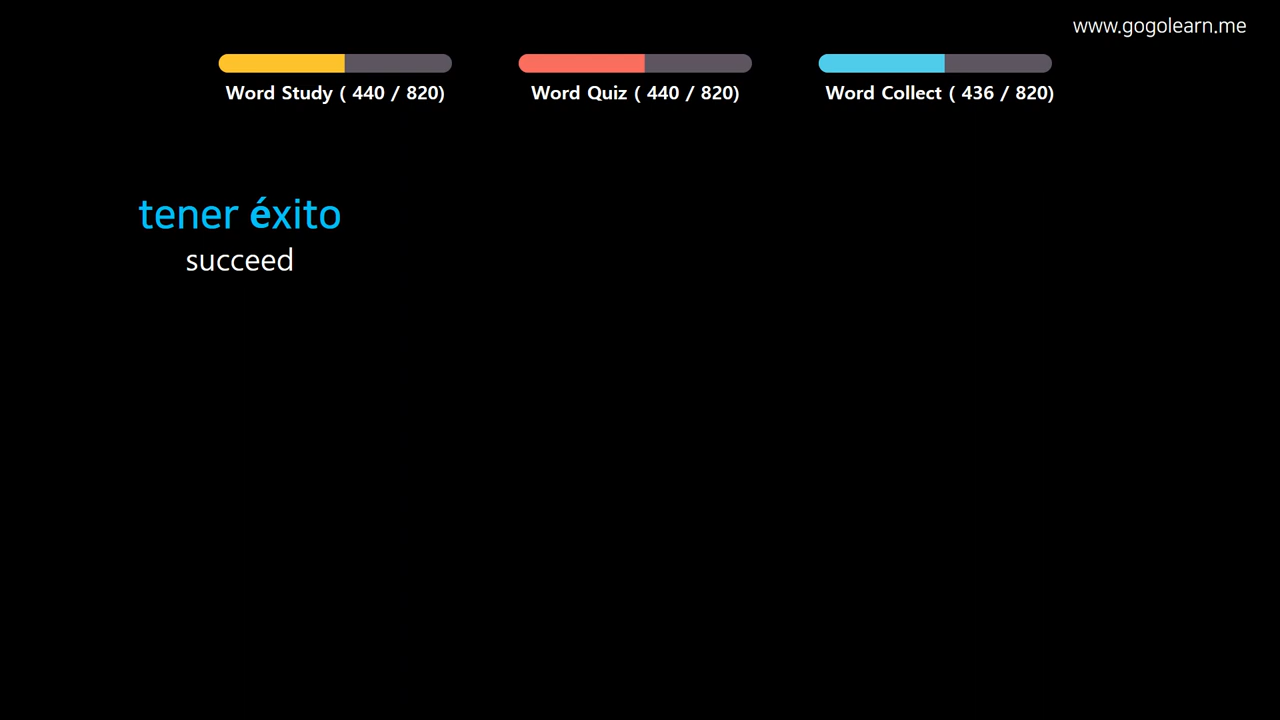 www.gogolearn.me
Word Study ( 440 / 820)
Word Quiz ( 440 / 820)
Word Collect ( 436 / 820)
tener éxito
succeed